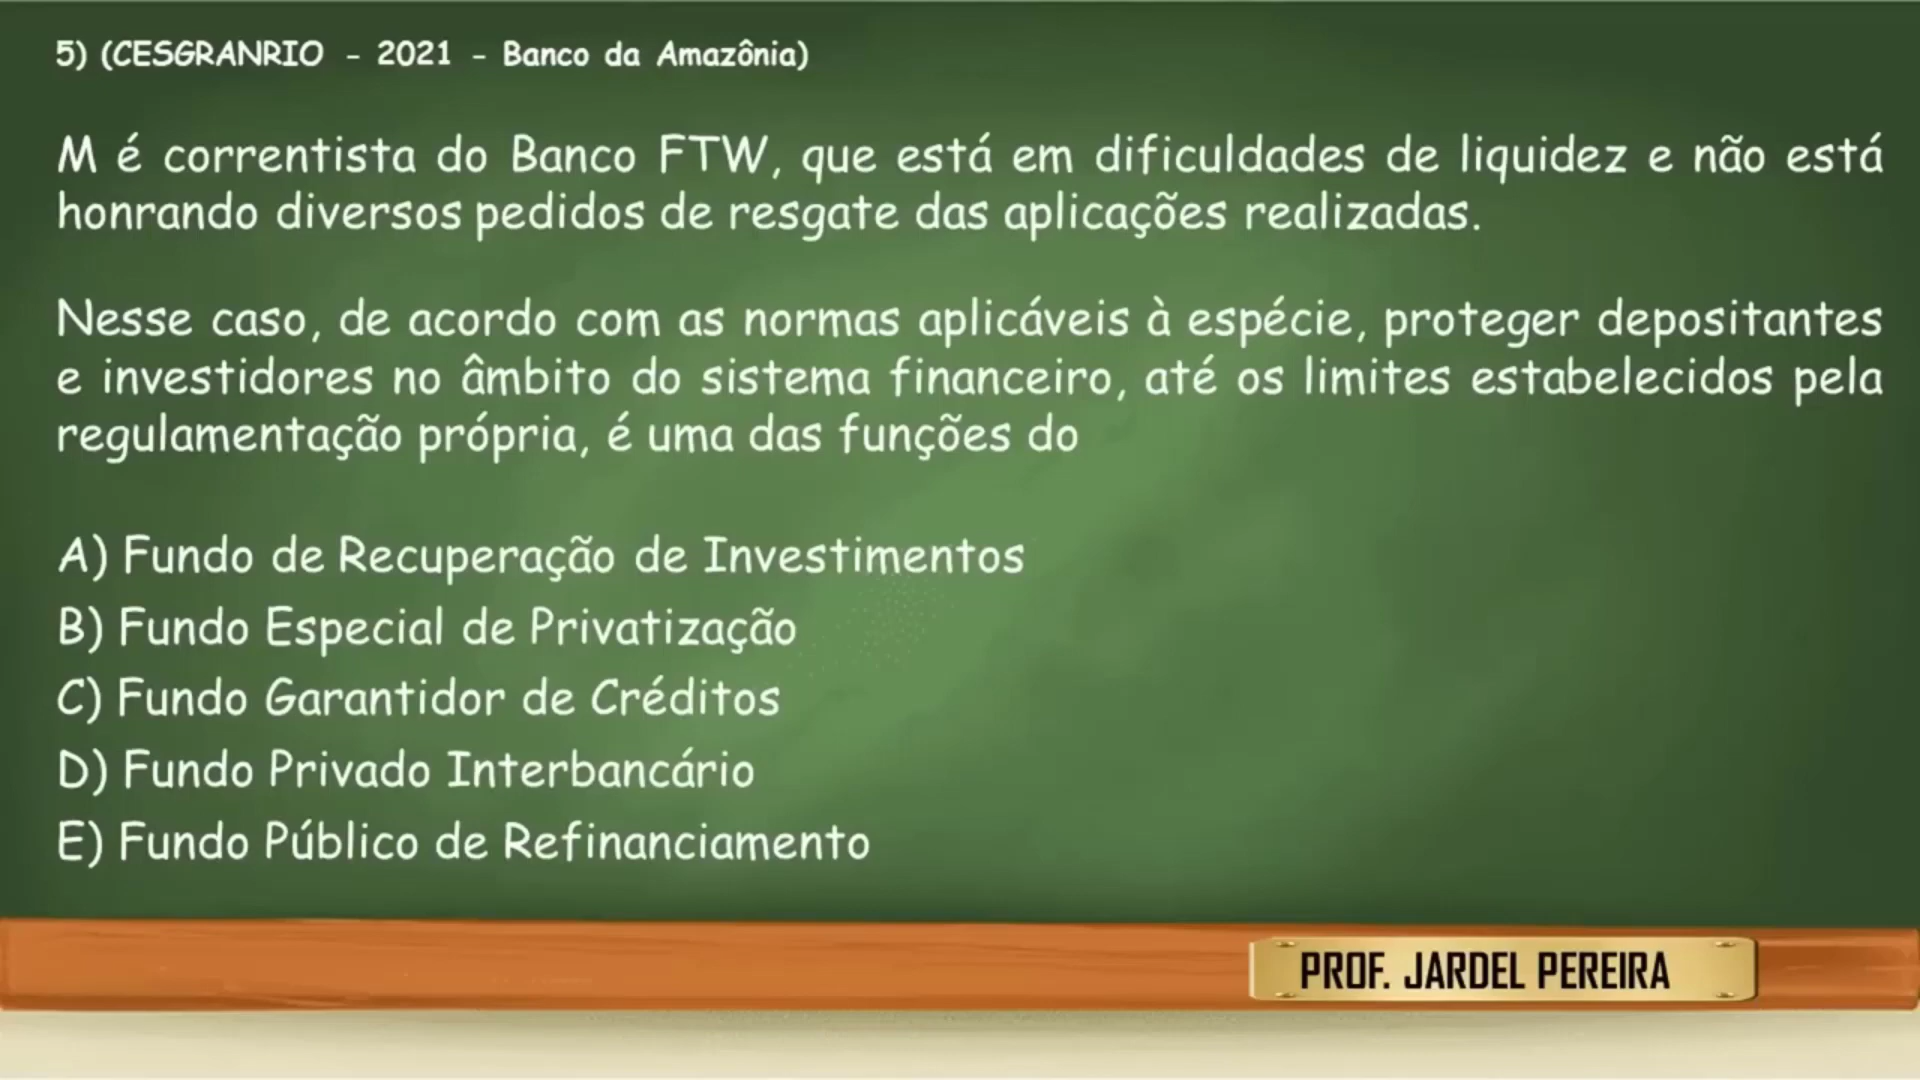 5) (CESGRANRIO - 2021 - Banco da Amazônia)
M é correntista do Banco FTW, que está em dificuldades de liquidez e não está
honrando diversos pedidos de resgate das aplicações realizadas.
Nesse caso, de acordo com as normas aplicáveis à espécie, proteger depositantes
e investidores no âmbito do sistema financeiro, até os limites estabelecidos pela
regulamentação própria, é uma das funções do
A) Fundo de Recuperação de Investimentos
B) Fundo Especial de Privatização
C) Fundo Garantidor de Créditos
D) Fundo Privado Interbancário
E) Fundo Público de Refinanciamento
PROF. JARDEL PEREIRA